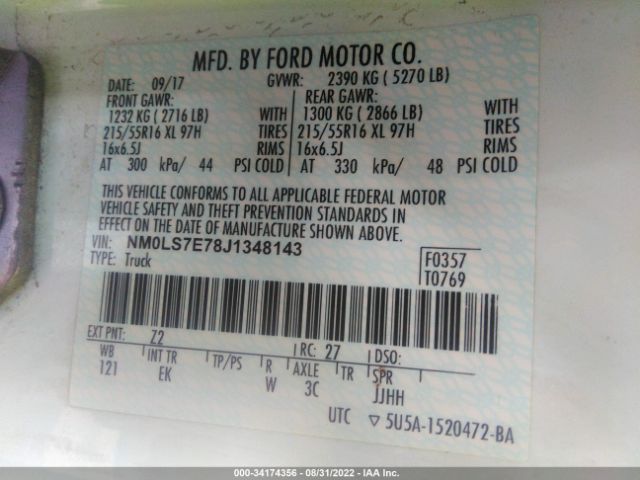 MFD. BY FORD MOTOR CO.
DATE: 09/17 GVWR: 2390 KG ( 5270 LB)
FRONT GAWR: REAR GAWR:
1232 KG ( 2716 LB) WITH 1300 KG ( 2866 LB) WITH
215/55R16 XL 97H TIRES 215/55R16 XL 97H TIRES
16x6.5J RIMS 16x6.5J RIMS
AT 300 kPa/ 44 PSI COLD AT 330 kPa/ 48 PSI COLD
THIS VEHICLE CONFORMS TO ALL APPLICABLE FEDERAL MOTOR
VEHICLE SAFETY AND THEFT PREVENTION STANDARDS IN
EFFECT ON THE DATE OF MANUFACTURE SHOWN ABOVE.
VIN: NM0LS7E78J1348143
TYPE: Truck
F0357
T0769
EXT PNT: Z2 RC: 27 DSO:
WB INT TR TP/PS R AXLE TR SPR
121 EK W 3C JJHH
UTC ▽ 5U5A-1520472-BA
000-34174356 - 08/31/2022 - IAA Inc.